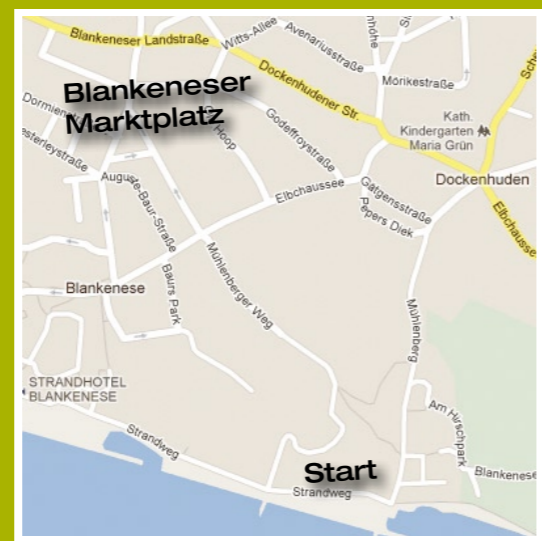 Blankeneser Landstraße
Witts-Allee
Avenariusstraße
Dockenhudener Str.
Mörikestraße
Blankeneser
Marktplatz
Hoop
Godeffroystraße
Kath.
Kindergarten
Maria Grün
Dockenhuden
Elbchaussee
Gätgensstraße
Pepers Diek
Auguste-Baur-Straße
Baurs Park
Mühlenberger Weg
Blankenese
Mühlenberg
STRANDHOTEL
BLANKENESE
Am Hirschpark
Strandweg
Start
Strandweg
Blankenese